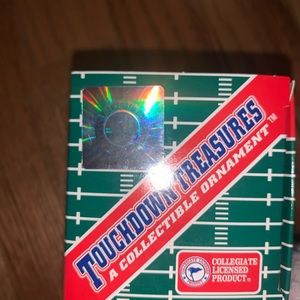 TOUCHDOWN TREASURES
A COLLECTIBLE ORNAMENT™
COLLEGIATE
LICENSED
PRODUCT®